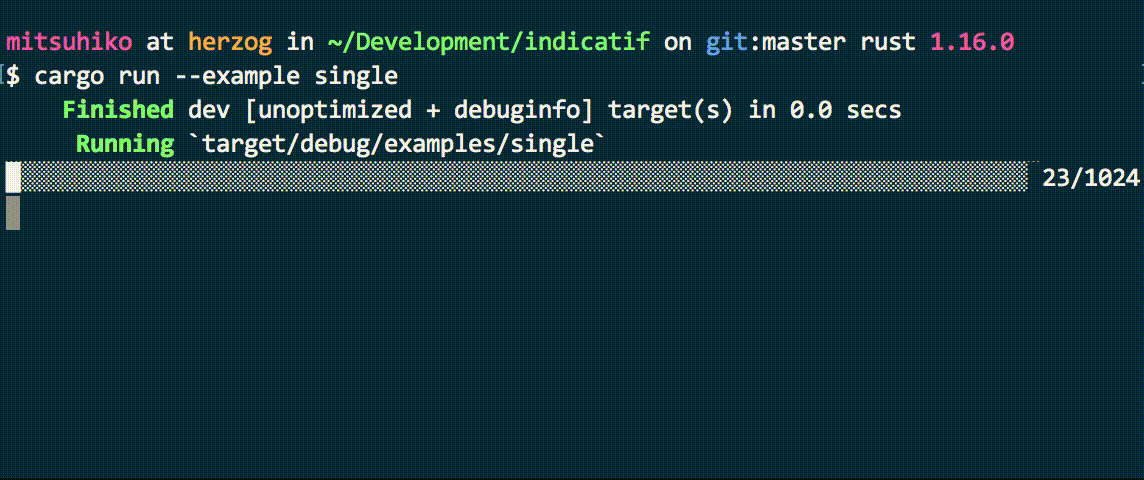 mitsuhiko at herzog in ~/Development/indicatif on git:master rust 1.16.0
$ cargo run --example single
Finished dev [unoptimized + debuginfo] target(s) in 0.0 secs
Running `target/debug/examples/single`
23/1024